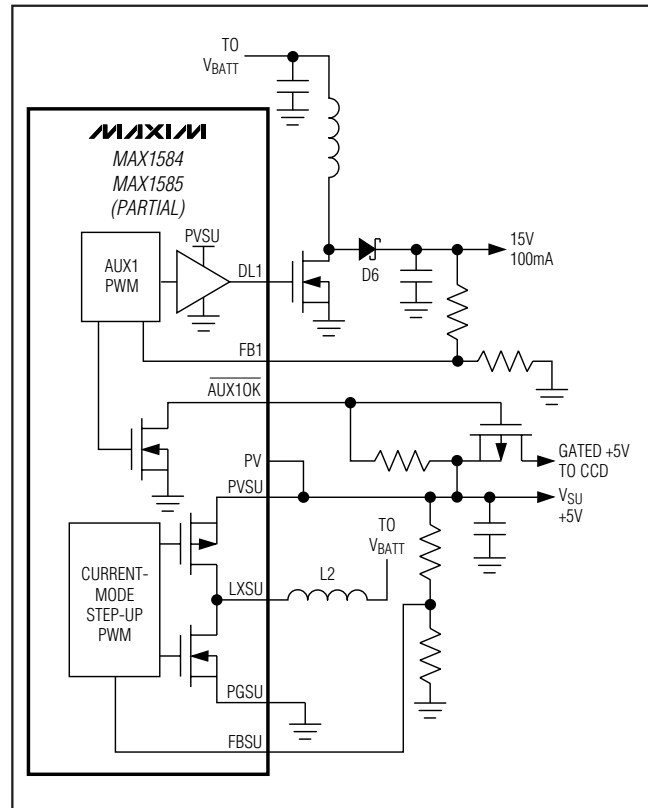 TO
VBATT
MAXIM
MAX1584
MAX1585
(PARTIAL)
PVSU
AUX1
PWM
DL1
D6
15V
100mA
FB1
AUX1OK
GATED +5V
TO CCD
PV
PVSU
VSU
+5V
TO
VBATT
CURRENT-
MODE
STEP-UP
PWM
LXSU
L2
PGSU
FBSU